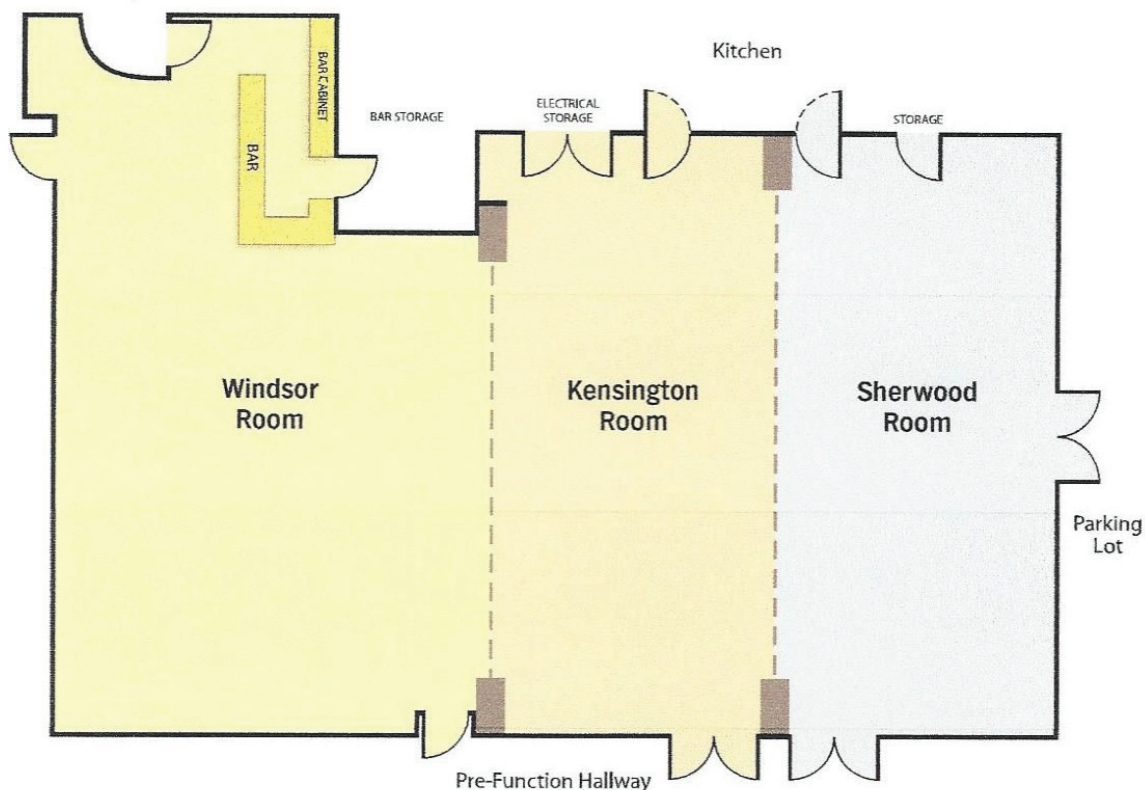 Kitchen
BAR CABINET
BAR STORAGE
ELECTRICAL
STORAGE
STORAGE
BAR
Windsor
Room
Kensington
Room
Sherwood
Room
Parking
Lot
Pre-Function Hallway